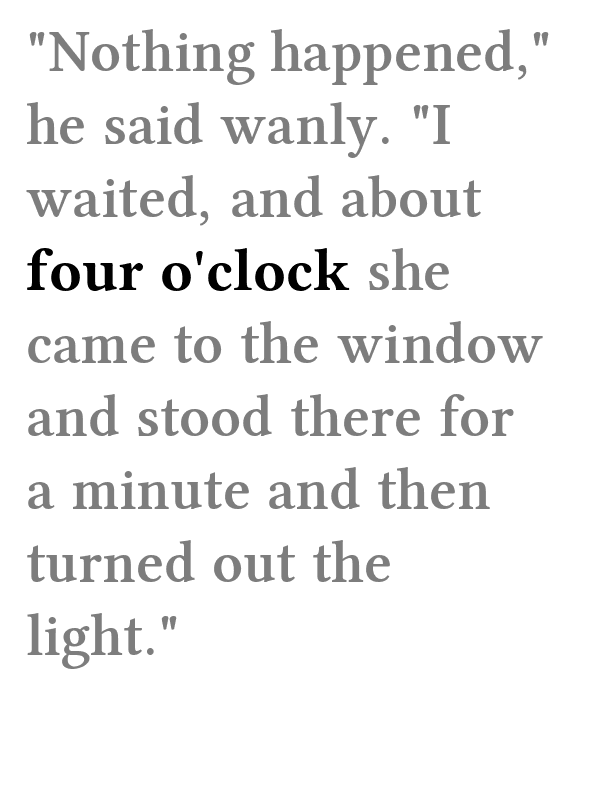 "Nothing happened,"
he said wanly. "I
waited, and about
four o'clock she
came to the window
and stood there for
a minute and then
turned out the
light."